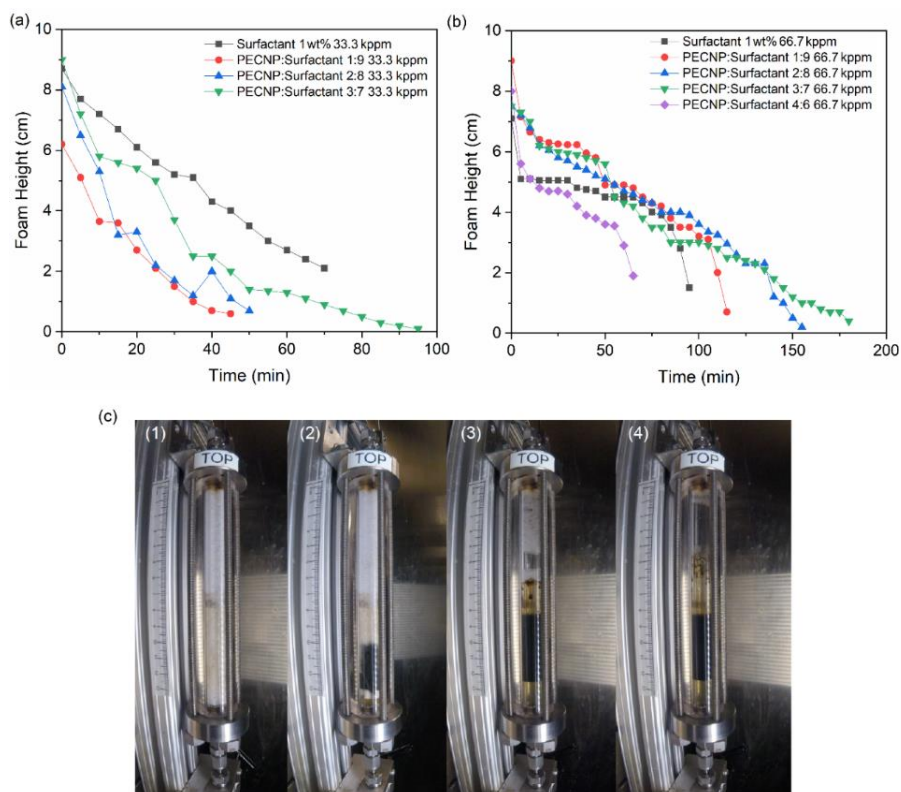 (a)
10
8
6
4
2
0
Foam Height (cm)
Surfactant 1 wt% 33.3 kppm
PECNP:Surfactant 1:9 33.3 kppm
PECNP:Surfactant 2:8 33.3 kppm
PECNP:Surfactant 3:7 33.3 kppm
0 20 40 60 80 100
Time (min)
(b)
10
8
6
4
2
0
Foam Height (cm)
Surfactant 1 wt% 66.7 kppm
PECNP:Surfactant 1:9 66.7 kppm
PECNP:Surfactant 2:8 66.7 kppm
PECNP:Surfactant 3:7 66.7 kppm
PECNP:Surfactant 4:6 66.7 kppm
0 50 100 150 200
Time (min)
(c)
(1) (2) (3) (4)
TOP TOP TOP TOP